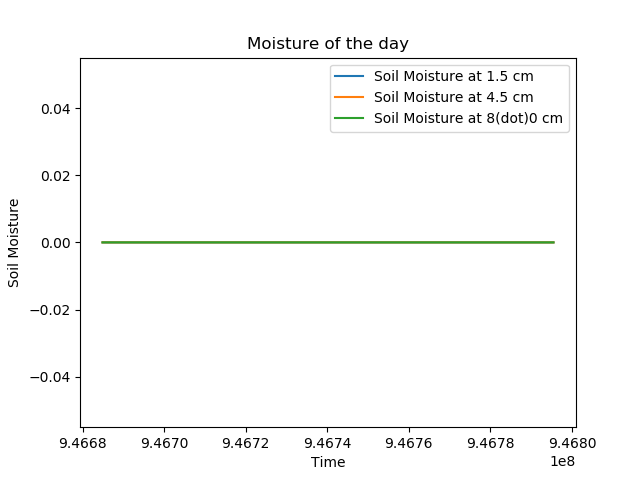 Moisture of the day
Soil Moisture at 1.5 cm
Soil Moisture at 4.5 cm
Soil Moisture at 8(dot)0 cm
0.04
0.02
0.00
−0.02
−0.04
Soil Moisture
9.4668 9.4670 9.4672 9.4674 9.4676 9.4678 9.4680
1e8
Time